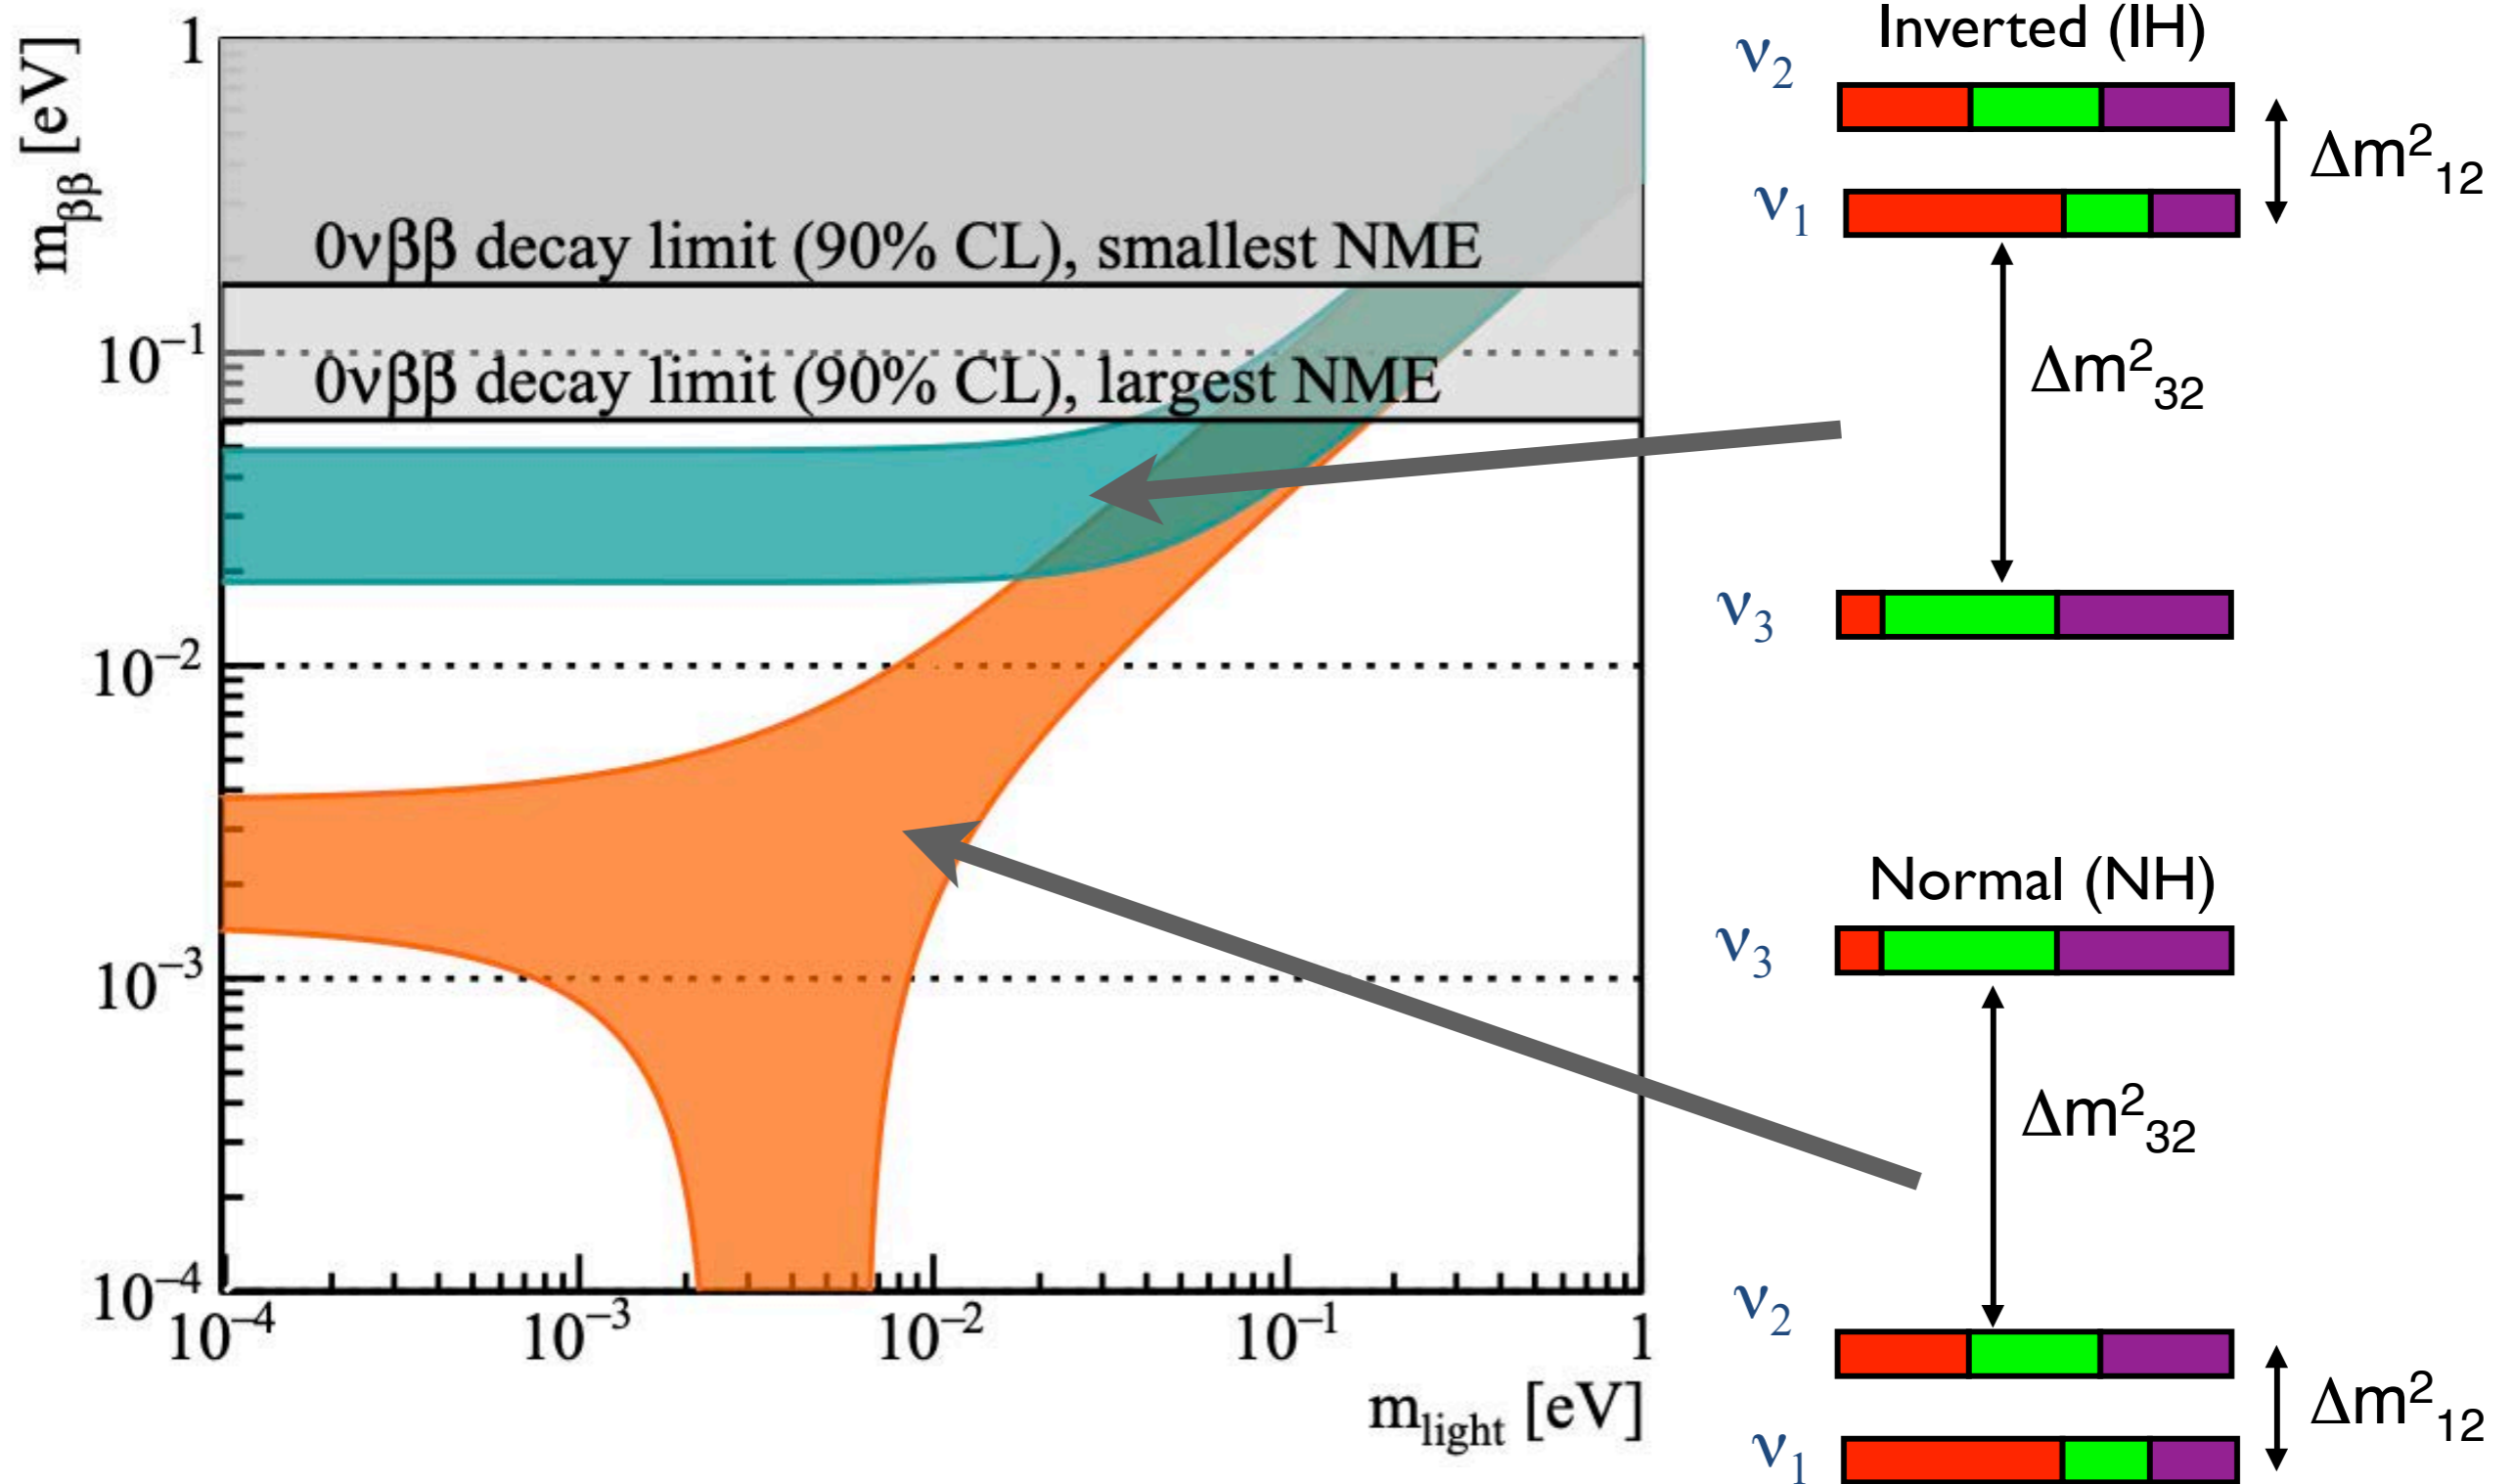 m_ββ [eV]
1
0νββ decay limit (90% CL), smallest NME
10⁻¹
0νββ decay limit (90% CL), largest NME
10⁻²
10⁻³
10⁻⁴
10⁻⁴ 10⁻³ 10⁻² 10⁻¹ 1
m_light [eV]
Inverted (IH)
ν₂
Δm²₁₂
ν₁
Δm²₃₂
ν₃
Normal (NH)
ν₃
Δm²₃₂
ν₂
Δm²₁₂
ν₁